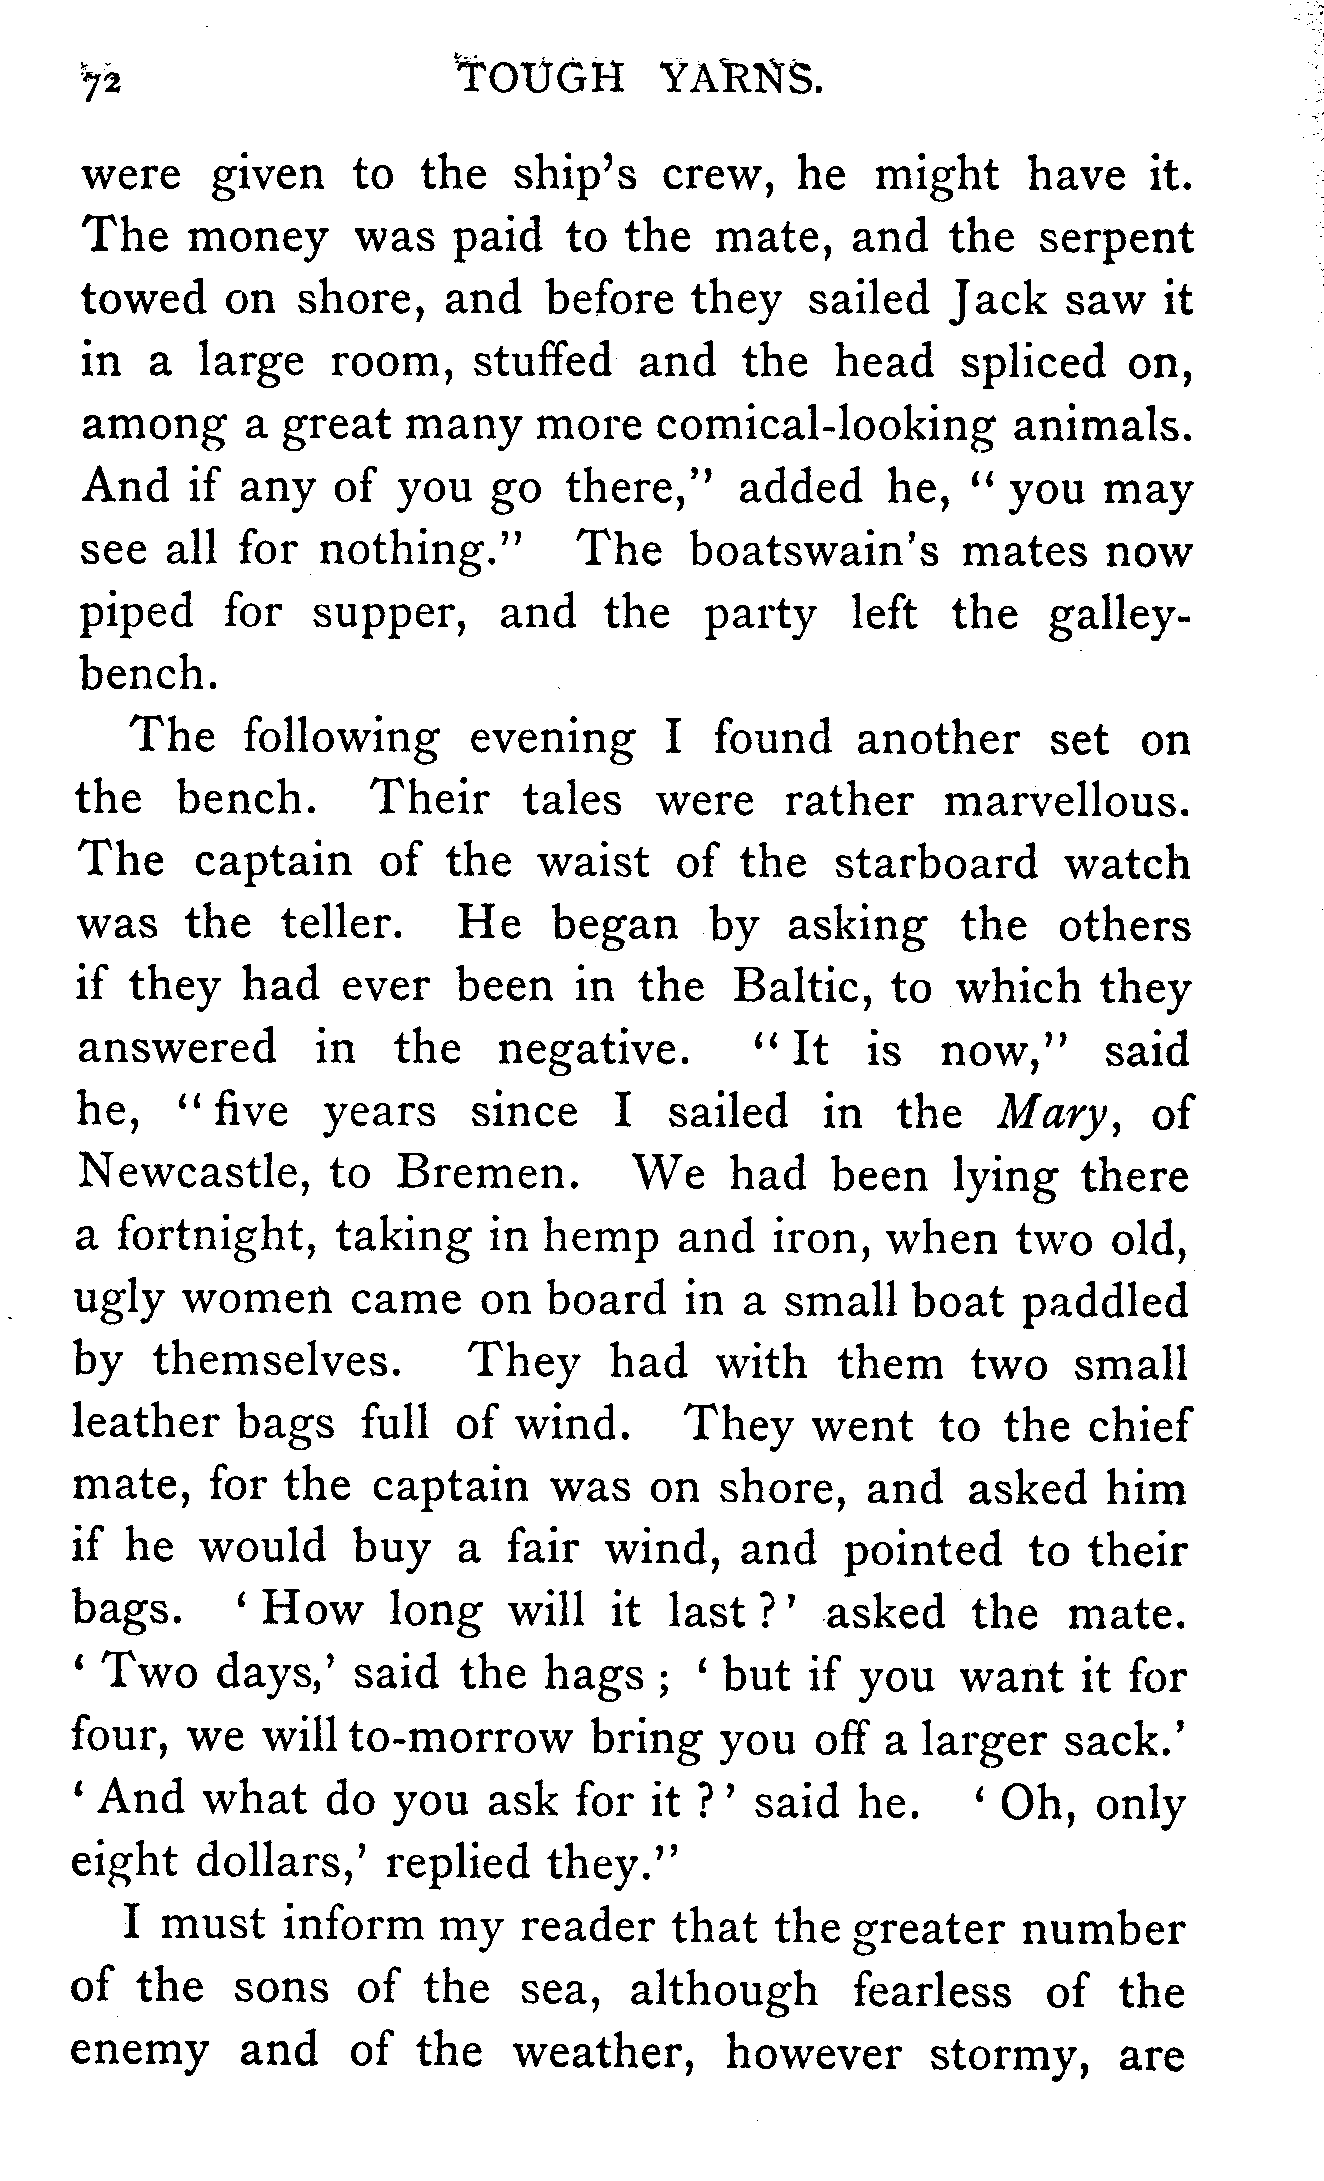 72 TOUGH YARNS.
were given to the ship's crew, he might have it.
The money was paid to the mate, and the serpent
towed on shore, and before they sailed Jack saw it
in a large room, stuffed and the head spliced on,
among a great many more comical-looking animals.
And if any of you go there," added he, " you may
see all for nothing." The boatswain's mates now
piped for supper, and the party left the galley-
bench.
The following evening I found another set on
the bench. Their tales were rather marvellous.
The captain of the waist of the starboard watch
was the teller. He began by asking the others
if they had ever been in the Baltic, to which they
answered in the negative. " It is now," said
he, " five years since I sailed in the Mary, of
Newcastle, to Bremen. We had been lying there
a fortnight, taking in hemp and iron, when two old,
ugly women came on board in a small boat paddled
by themselves. They had with them two small
leather bags full of wind. They went to the chief
mate, for the captain was on shore, and asked him
if he would buy a fair wind, and pointed to their
bags. ' How long will it last ?' asked the mate.
' Two days,' said the hags ; ' but if you want it for
four, we will to-morrow bring you off a larger sack.'
' And what do you ask for it ? ' said he. ' Oh, only
eight dollars,' replied they."
I must inform my reader that the greater number
of the sons of the sea, although fearless of the
enemy and of the weather, however stormy, are